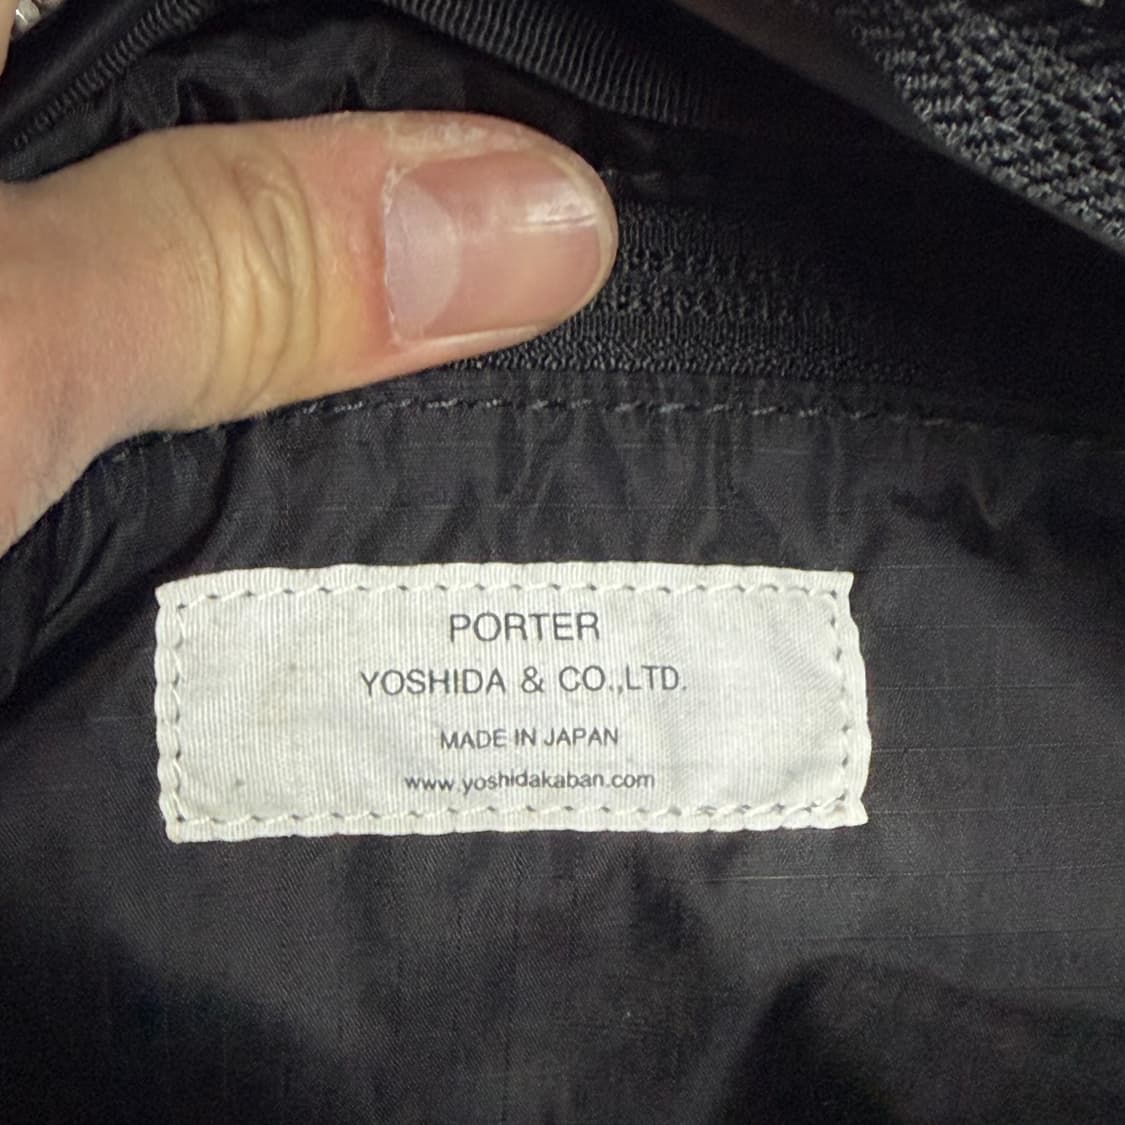 PORTER
YOSHIDA & CO.,LTD.
MADE IN JAPAN
www.yoshidakaban.com